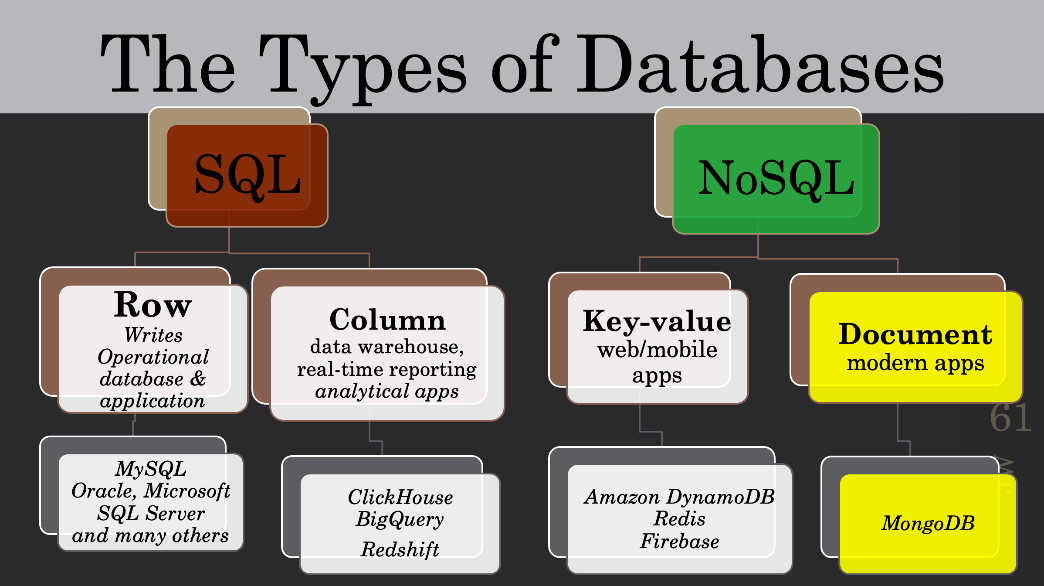 The Types of Databases
SQL
NoSQL
Row
Writes
Operational
database &
application
Column
data warehouse,
real-time reporting
analytical apps
Key-value
web/mobile
apps
Document
modern apps
61
MySQL
Oracle, Microsoft
SQL Server
and many others
ClickHouse
BigQuery
Redshift
Amazon DynamoDB
Redis
Firebase
MongoDB